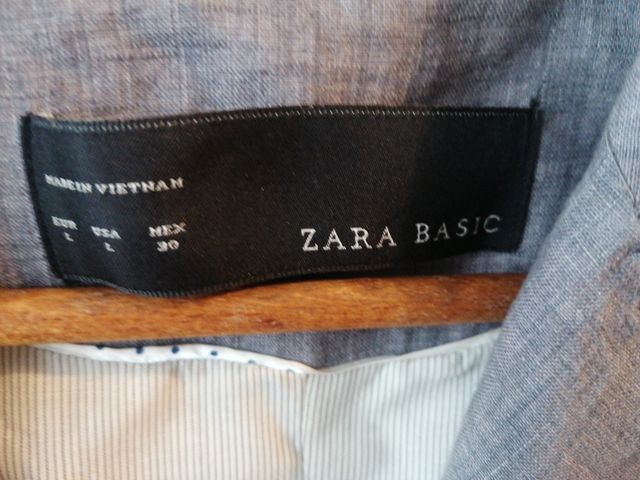 MADE IN VIETNAM
EUR USA MEX
L L 30
ZARA BASIC